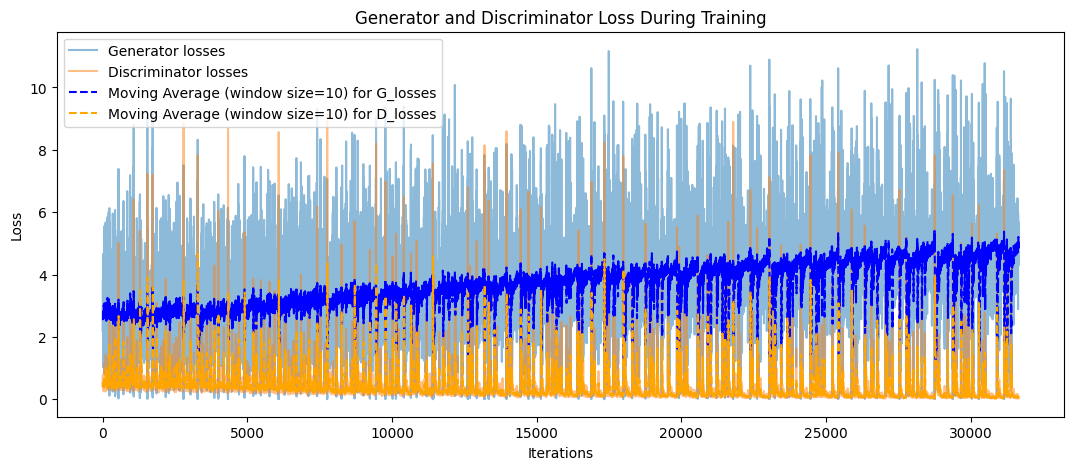 Generator and Discriminator Loss During Training
Generator losses
Discriminator losses
Moving Average (window size=10) for G_losses
Moving Average (window size=10) for D_losses
Loss
10
8
6
4
2
0
0 5000 10000 15000 20000 25000 30000
Iterations